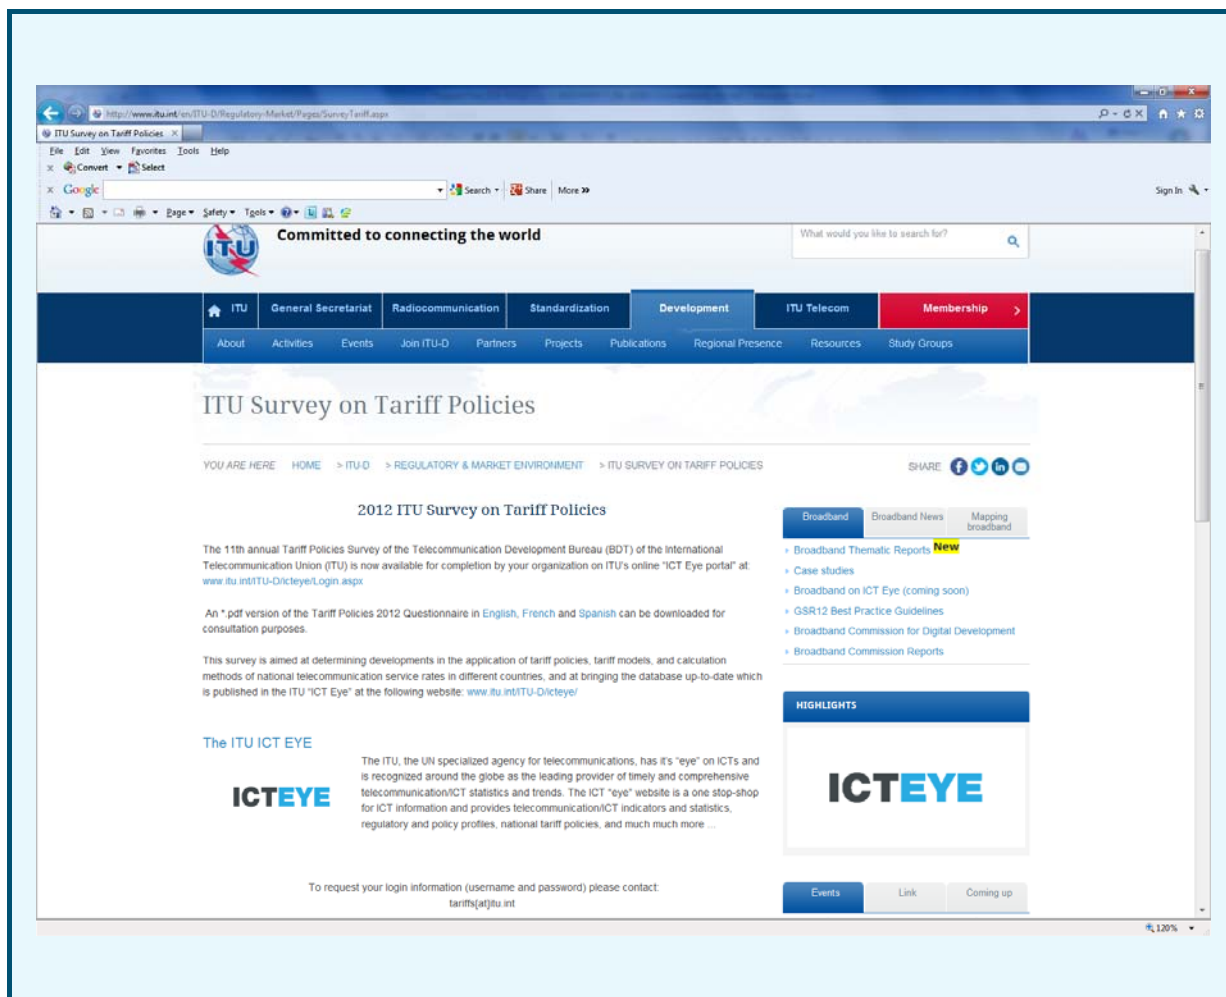 http://www.itu.int/en/ITU-D/Regulatory-Market/Pages/SurveyTariff.aspx
ITU Survey on Tariff Policies
File Edit View Favorites Tools Help
Convert Select
Google Search Share More »
Sign In
Page Safety Tools
ITU
Committed to connecting the world
What would you like to search for?
ITU General Secretariat Radiocommunication Standardization Development ITU Telecom Membership
About Activities Events Join ITU-D Partners Projects Publications Regional Presence Resources Study Groups
ITU Survey on Tariff Policies
YOU ARE HERE HOME > ITU-D > REGULATORY & MARKET ENVIRONMENT > ITU SURVEY ON TARIFF POLICIES
SHARE
2012 ITU Survey on Tariff Policies
The 11th annual Tariff Policies Survey of the Telecommunication Development Bureau (BDT) of the International
Telecommunication Union (ITU) is now available for completion by your organization on ITU's online "ICT Eye portal" at:
www.itu.int/ITU-D/icteye/Login.aspx
An *.pdf version of the Tariff Policies 2012 Questionnaire in English, French and Spanish can be downloaded for
consultation purposes.
This survey is aimed at determining developments in the application of tariff policies, tariff models, and calculation
methods of national telecommunication service rates in different countries, and at bringing the database up-to-date which
is published in the ITU "ICT Eye" at the following website: www.itu.int/ITU-D/icteye/
The ITU ICT EYE
ICTEYE
The ITU, the UN specialized agency for telecommunications, has it's "eye" on ICTs and
is recognized around the globe as the leading provider of timely and comprehensive
telecommunication/ICT statistics and trends. The ICT "eye" website is a one stop-shop
for ICT information and provides telecommunication/ICT indicators and statistics,
regulatory and policy profiles, national tariff policies, and much much more ...
To request your login information (username and password) please contact:
tariffs[at]itu.int
Broadband Broadband News Mapping
broadband
Broadband Thematic Reports New
Case studies
Broadband on ICT Eye (coming soon)
GSR12 Best Practice Guidelines
Broadband Commission for Digital Development
Broadband Commission Reports
HIGHLIGHTS
ICTEYE
Events Link Coming up
120%